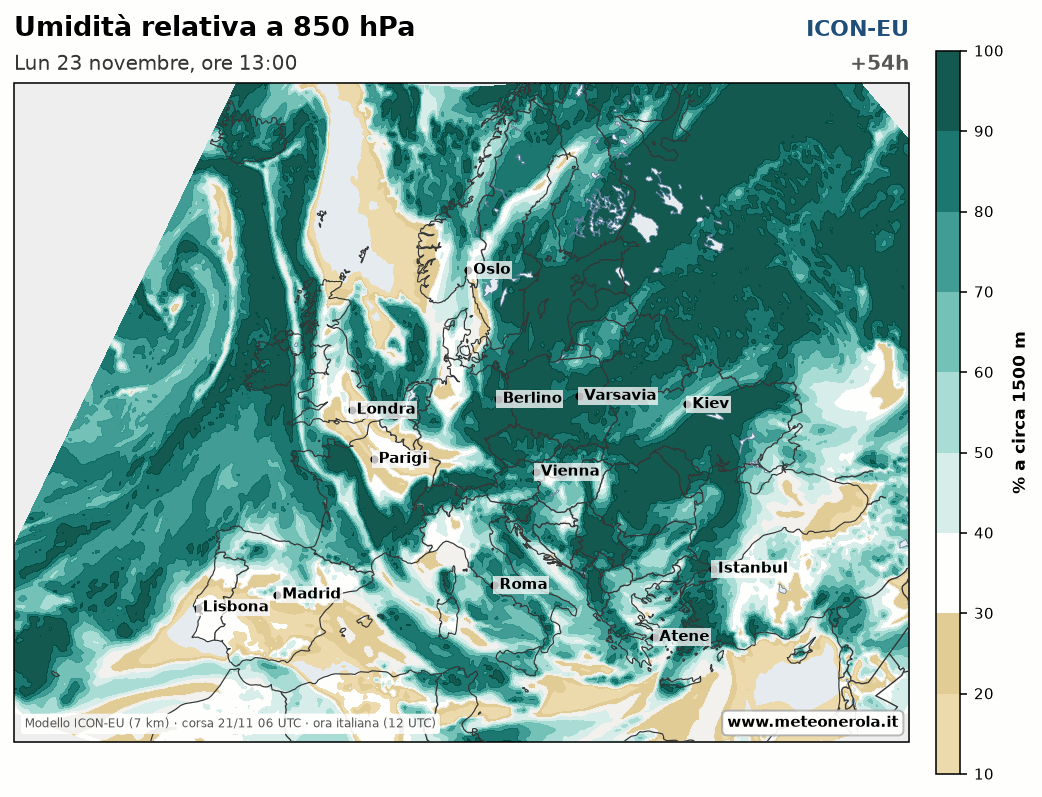 Umidità relativa a 850 hPa
ICON-EU
Lun 23 novembre, ore 13:00
+54h
100
90
80
70
60
50
40
30
20
10
% a circa 1500 m
Oslo
Berlino
Varsavia
Kiev
Londra
Parigi
Vienna
Istanbul
Roma
Madrid
Lisbona
Atene
Modello ICON-EU (7 km) · corsa 21/11 06 UTC · ora italiana (12 UTC)
www.meteonerola.it